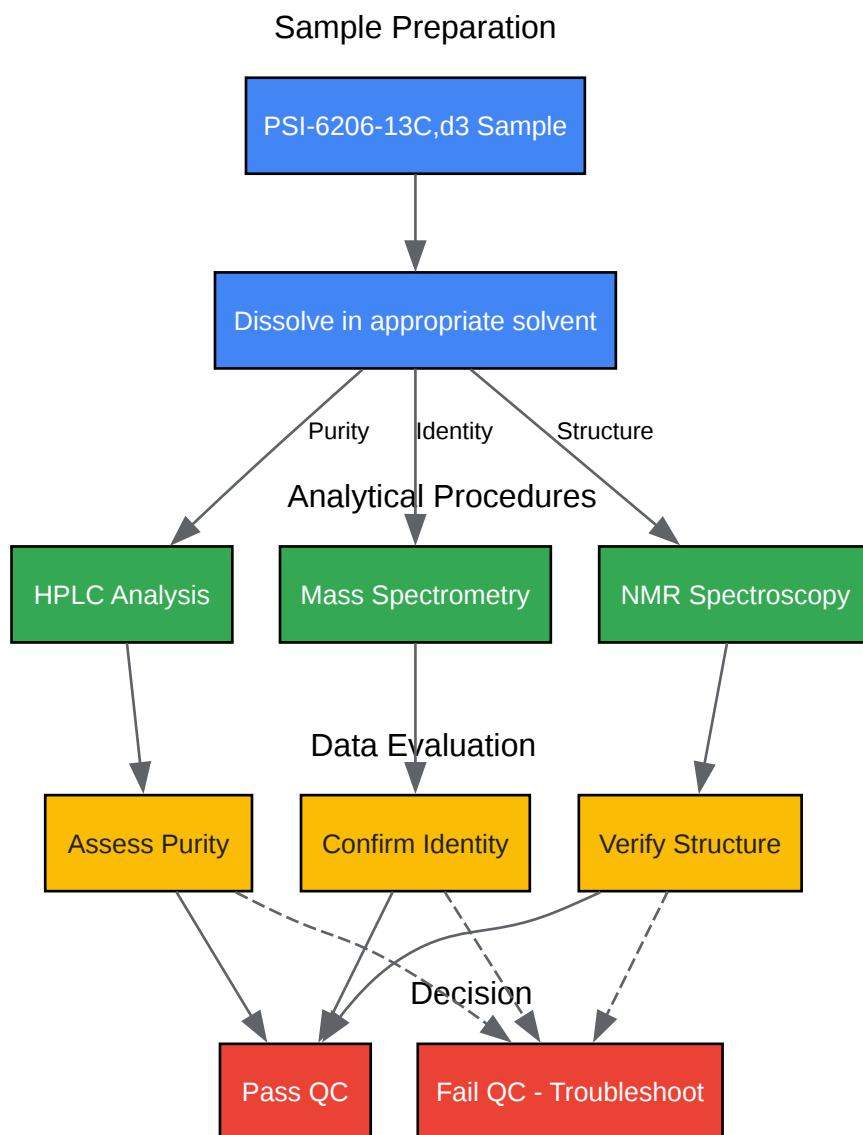 Sample Preparation
PSI-6206-13C,d3 Sample
Dissolve in appropriate solvent
Purity
Identity
Structure
Analytical Procedures
HPLC Analysis
Mass Spectrometry
NMR Spectroscopy
Data Evaluation
Assess Purity
Confirm Identity
Verify Structure
Decision
Pass QC
Fail QC - Troubleshoot